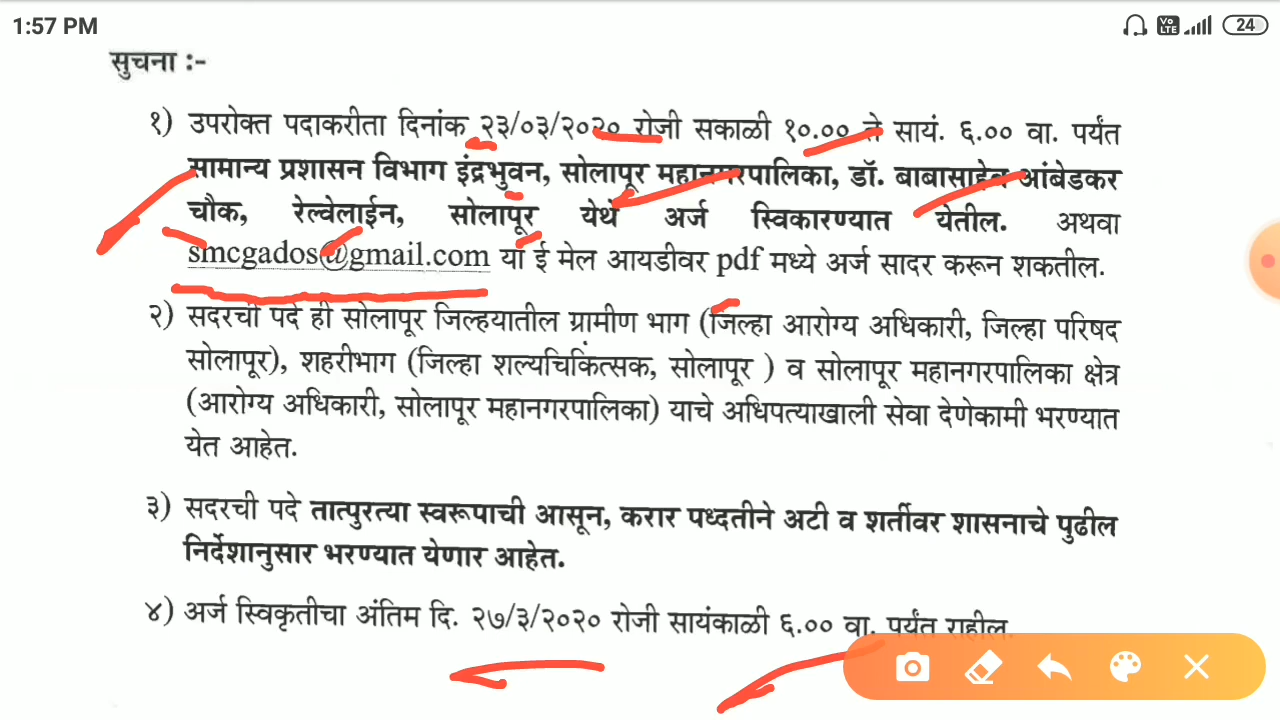 1:57 PM
Vo LTE
24
सुचना :-
१) उपरोक्त पदाकरीता दिनांक २३/०३/२०२० रोजी सकाळी १०.०० ते सायं. ६.०० वा. पर्यंत
सामान्य प्रशासन विभाग इंद्रभुवन, सोलापूर महानगरपालिका, डॉ. बाबासाहेब आंबेडकर
चौक, रेल्वेलाईन, सोलापूर येथे अर्ज स्विकारण्यात येतील. अथवा
smcgados@gmail.com या ई मेल आयडीवर pdf मध्ये अर्ज सादर करून शकतील.
२) सदरची पदे ही सोलापूर जिल्हयातील ग्रामीण भाग (जिल्हा आरोग्य अधिकारी, जिल्हा परिषद
सोलापूर), शहरीभाग (जिल्हा शल्यचिकित्सक, सोलापूर ) व सोलापूर महानगरपालिका क्षेत्र
(आरोग्य अधिकारी, सोलापूर महानगरपालिका) याचे अधिपत्याखाली सेवा देणेकामी भरण्यात
येत आहेत.
३) सदरची पदे तात्पुरत्या स्वरूपाची आसून, करार पध्दतीने अटी व शर्तीवर शासनाचे पुढील
निर्देशानुसार भरण्यात येणार आहेत.
४) अर्ज स्विकृतीचा अंतिम दि. २७/३/२०२० रोजी सायंकाळी ६.०० वा. पर्यंत राहील.